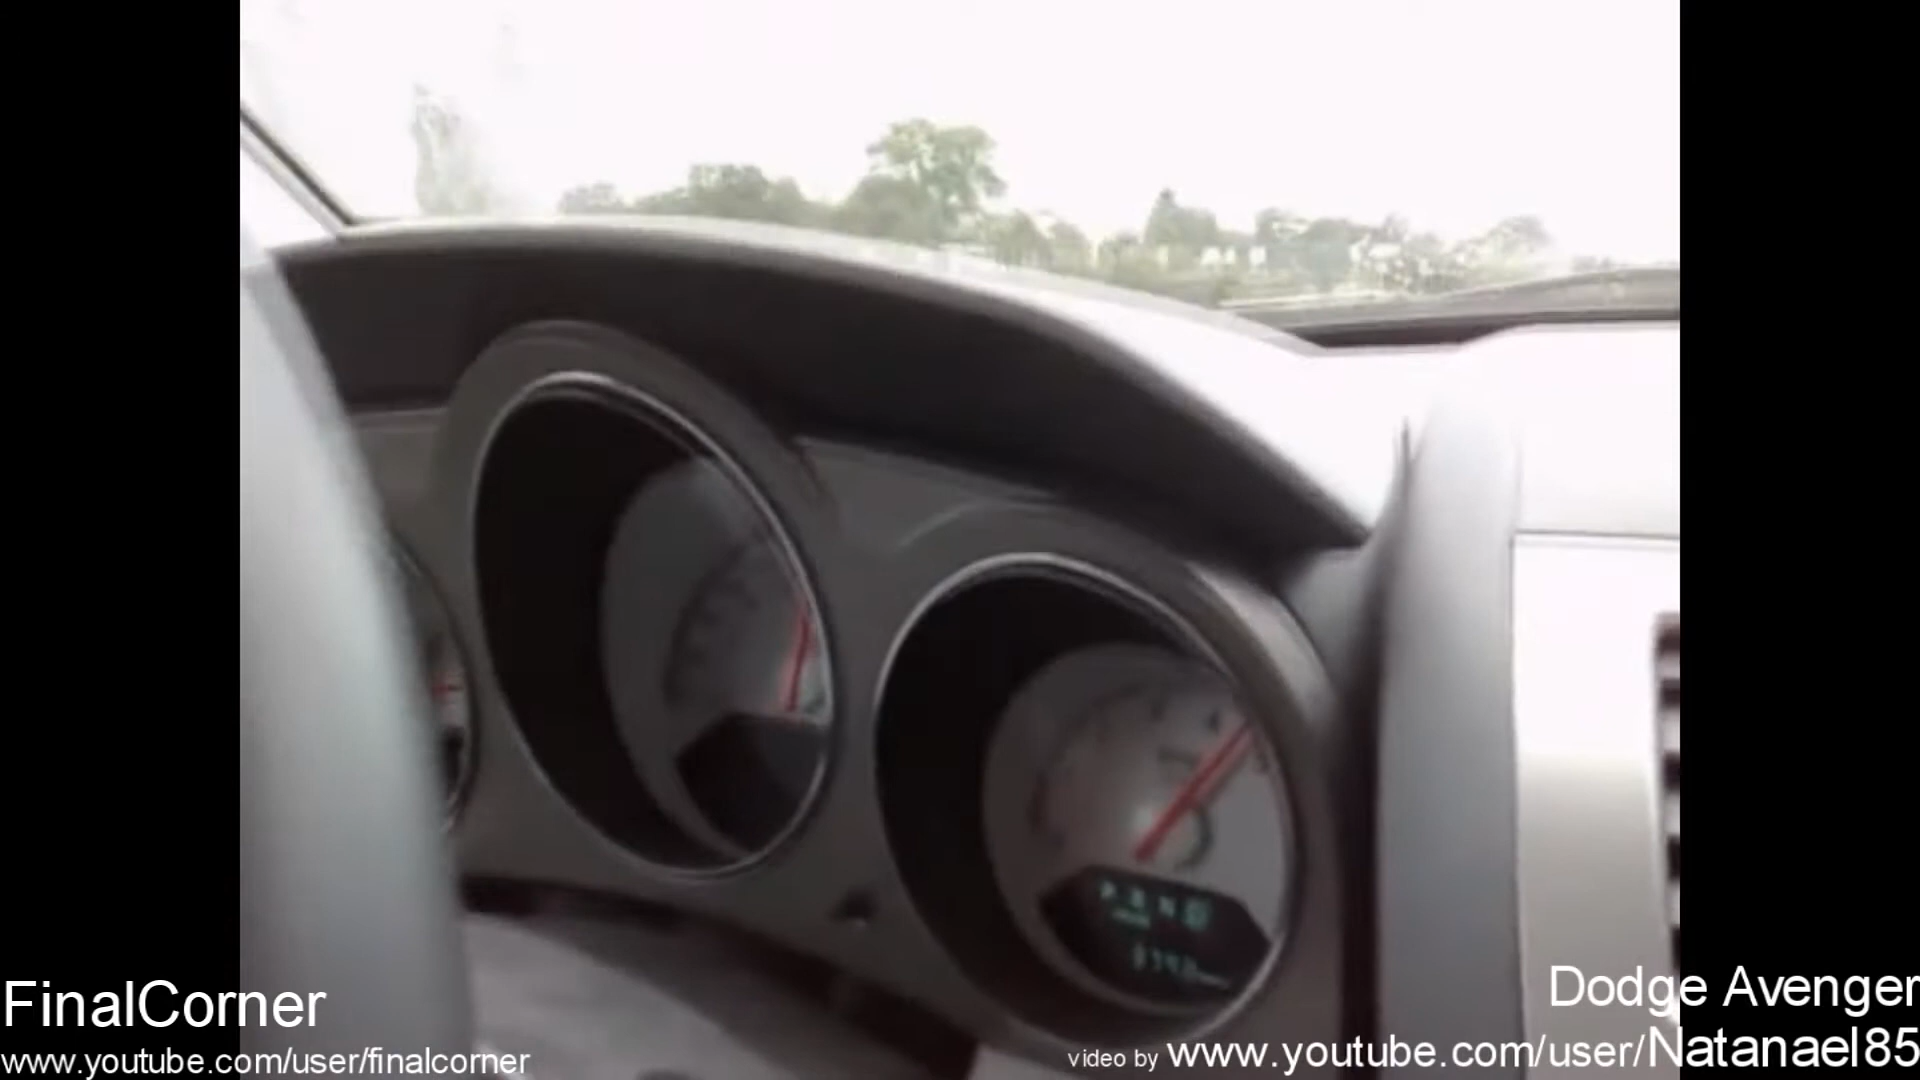 P R N D
FinalCorner
www.youtube.com/user/finalcorner
Dodge Avenger
video by www.youtube.com/user/Natanael85